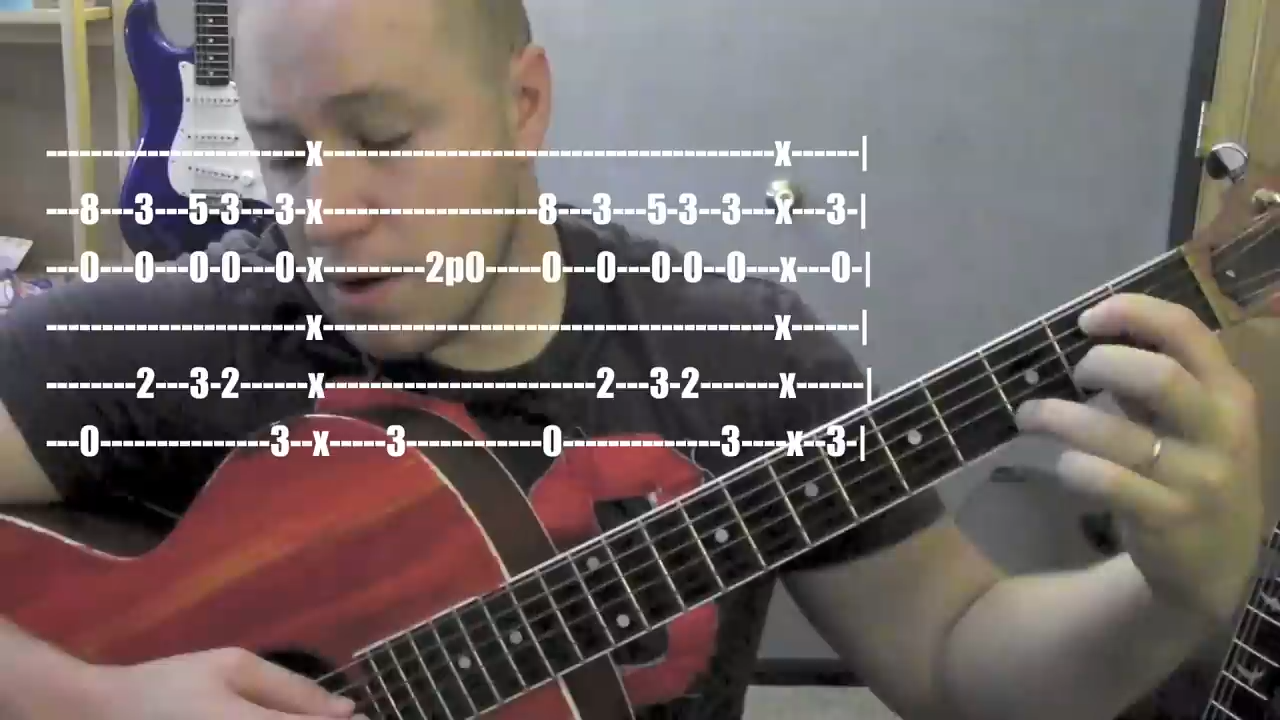 -----------------------x----------------------------------------x------|
---8---3---5-3---3-x-------------------8---3---5-3--3---x---3-|
---0---0---0-0---0-x---------2p0-----0---0---0-0--0---x---0-|
-----------------------x----------------------------------------x------|
--------2---3-2------x------------------------2---3-2-------x------|
---0---------------3--x-----3------------0--------------3----x--3-|